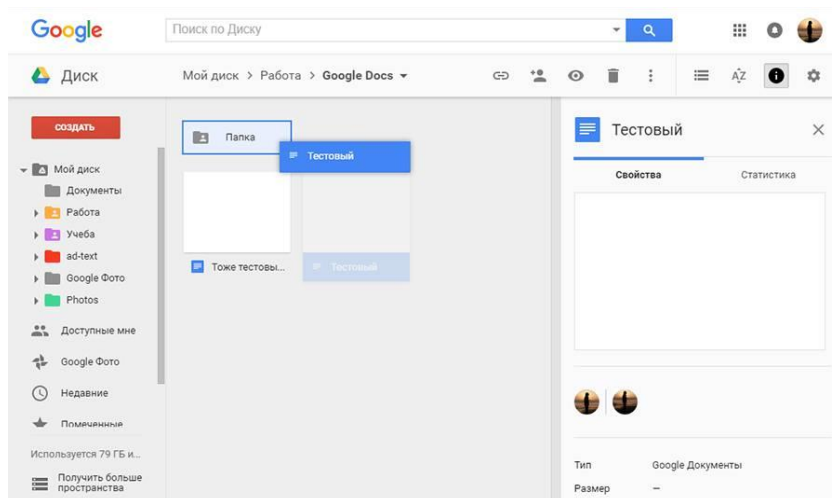 Google
Поиск по Диску
Диск
Мой диск > Работа > Google Docs
AZ
СОЗДАТЬ
Мой диск
Документы
Работа
Учеба
ad-text
Google Фото
Photos
Доступные мне
Google Фото
Недавние
Помеченные
Используется 79 ГБ и...
Получить больше
пространства
Папка
Тестовый
Тоже тестовы...
Тестовый
Тестовый
Свойства
Статистика
Тип
Google Документы
Размер
–